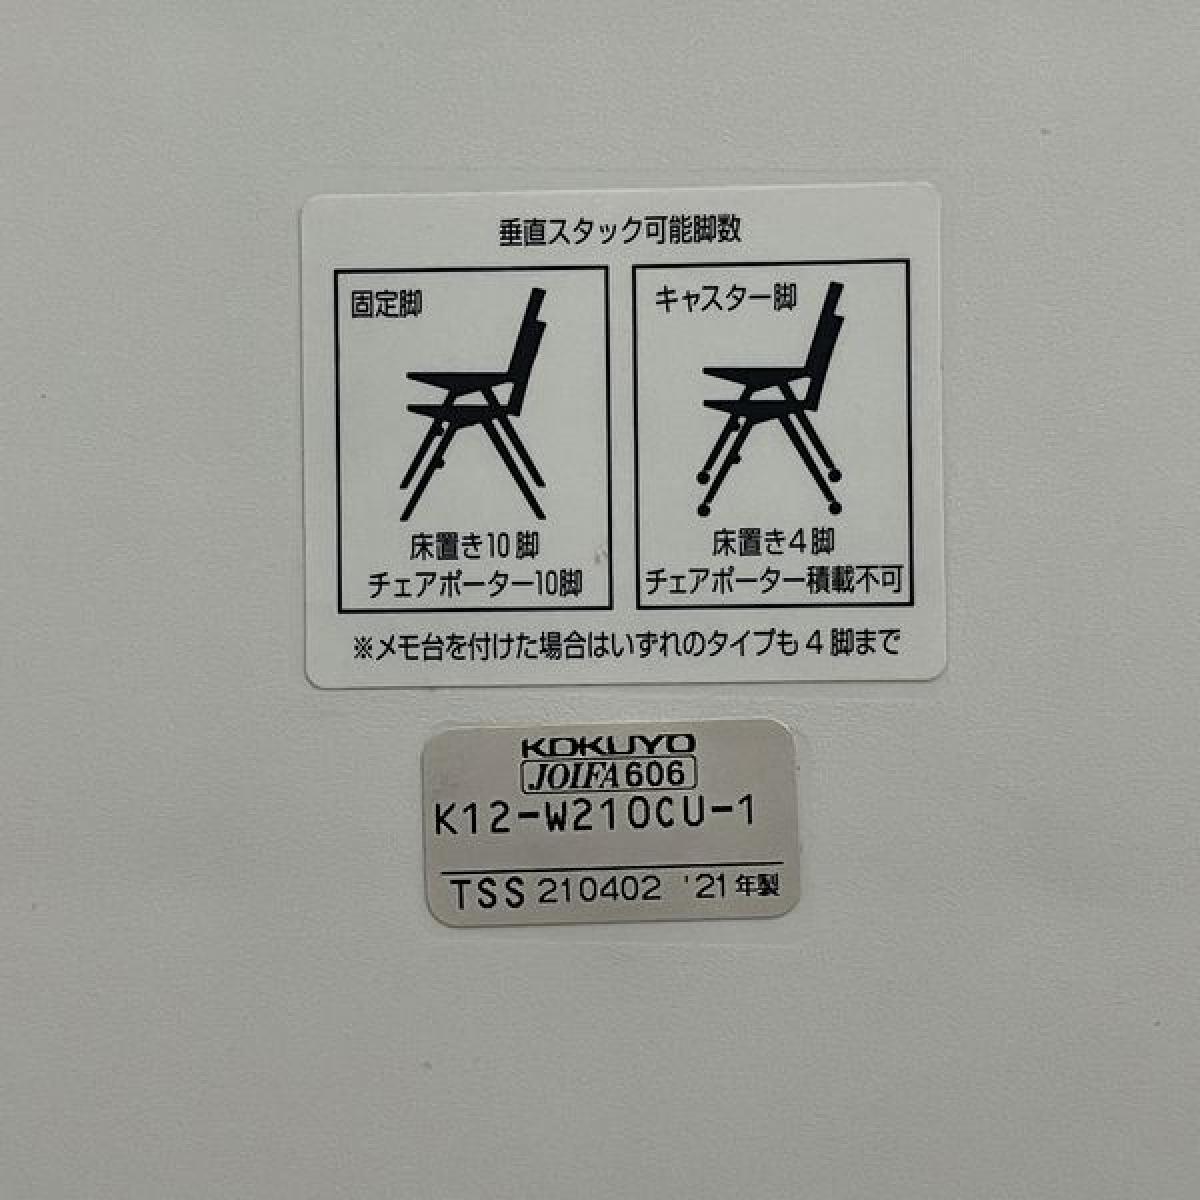 垂直スタック可能脚数
固定脚
キャスター脚
床置き10脚
チェアポーター10脚
床置き4脚
チェアポーター積載不可
※メモ台を付けた場合はいずれのタイプも4脚まで
KOKUYO
JOIFA606
K12-W210CU-1
TSS 210402 '21年製